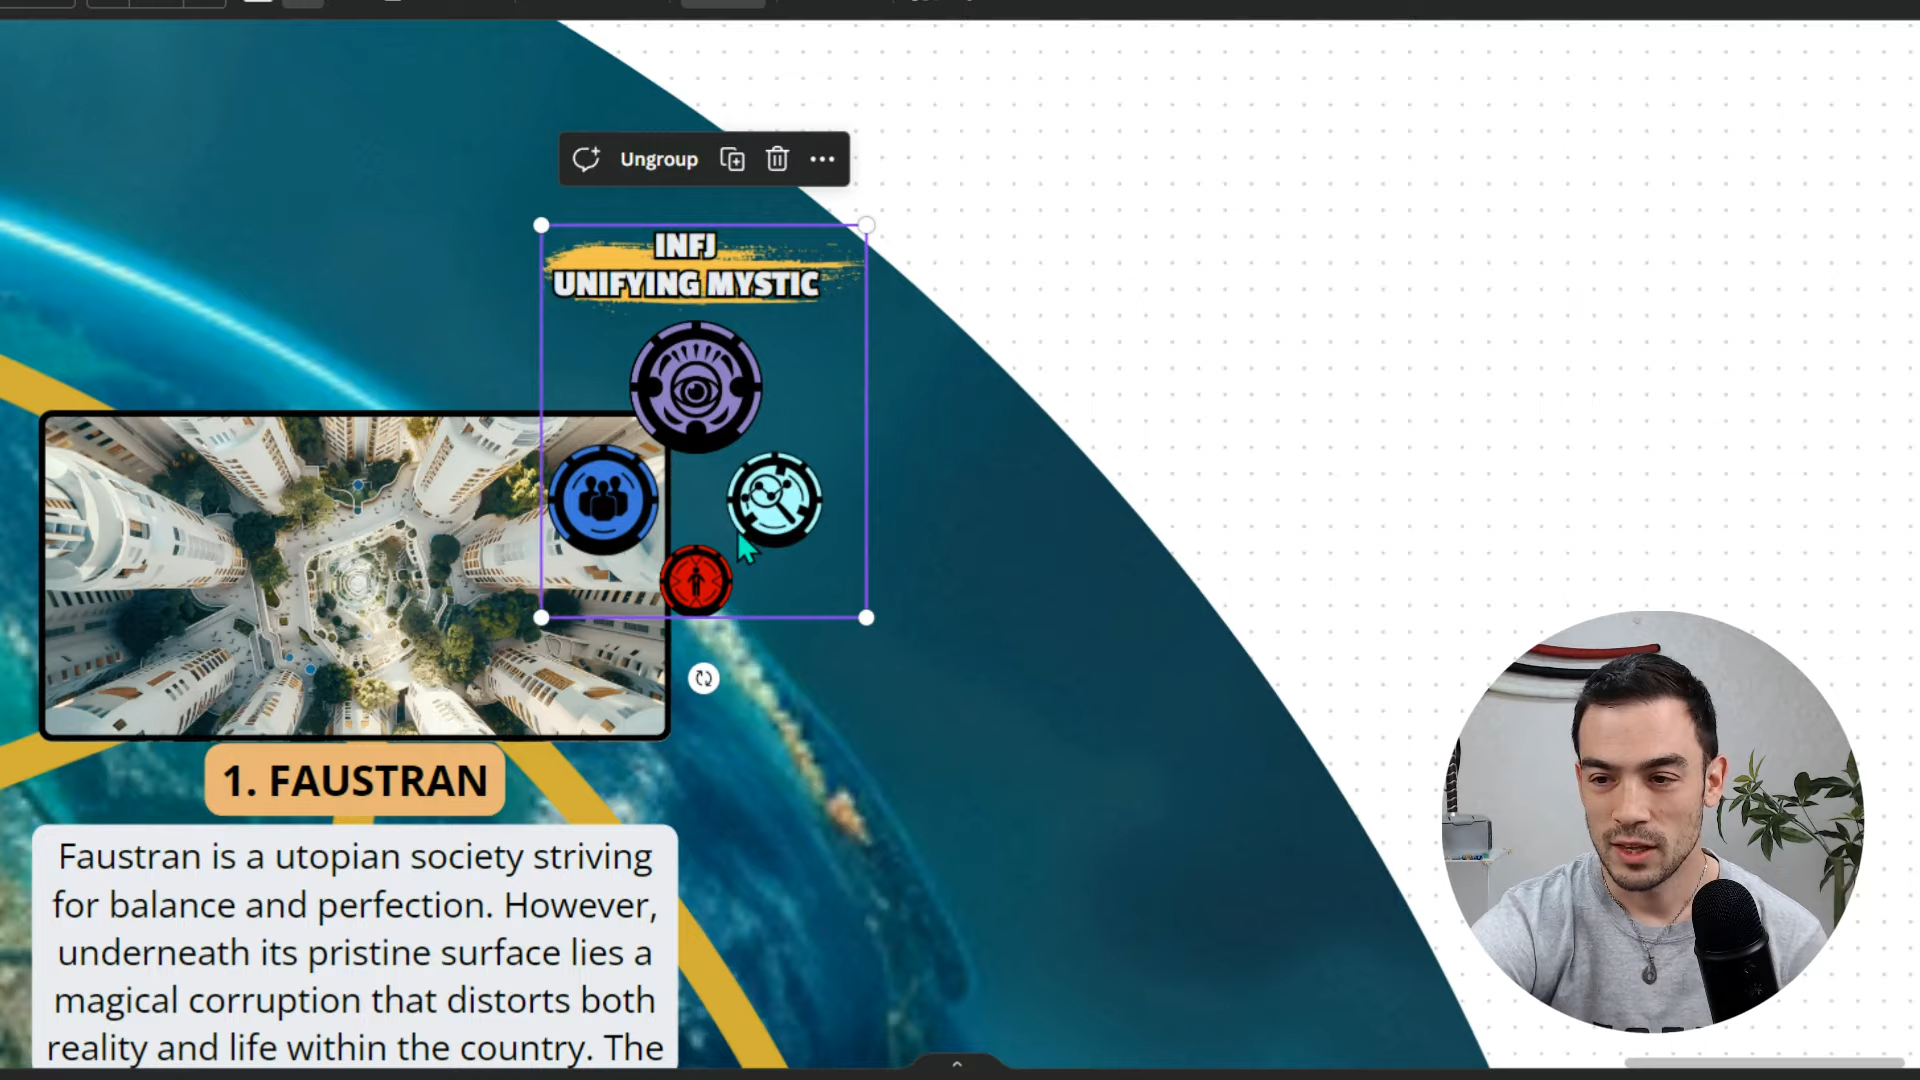 Ungroup
INFJ
UNIFYING MYSTIC
1. FAUSTRAN
Faustran is a utopian society striving
for balance and perfection. However,
underneath its pristine surface lies a
magical corruption that distorts both
reality and life within the country. The